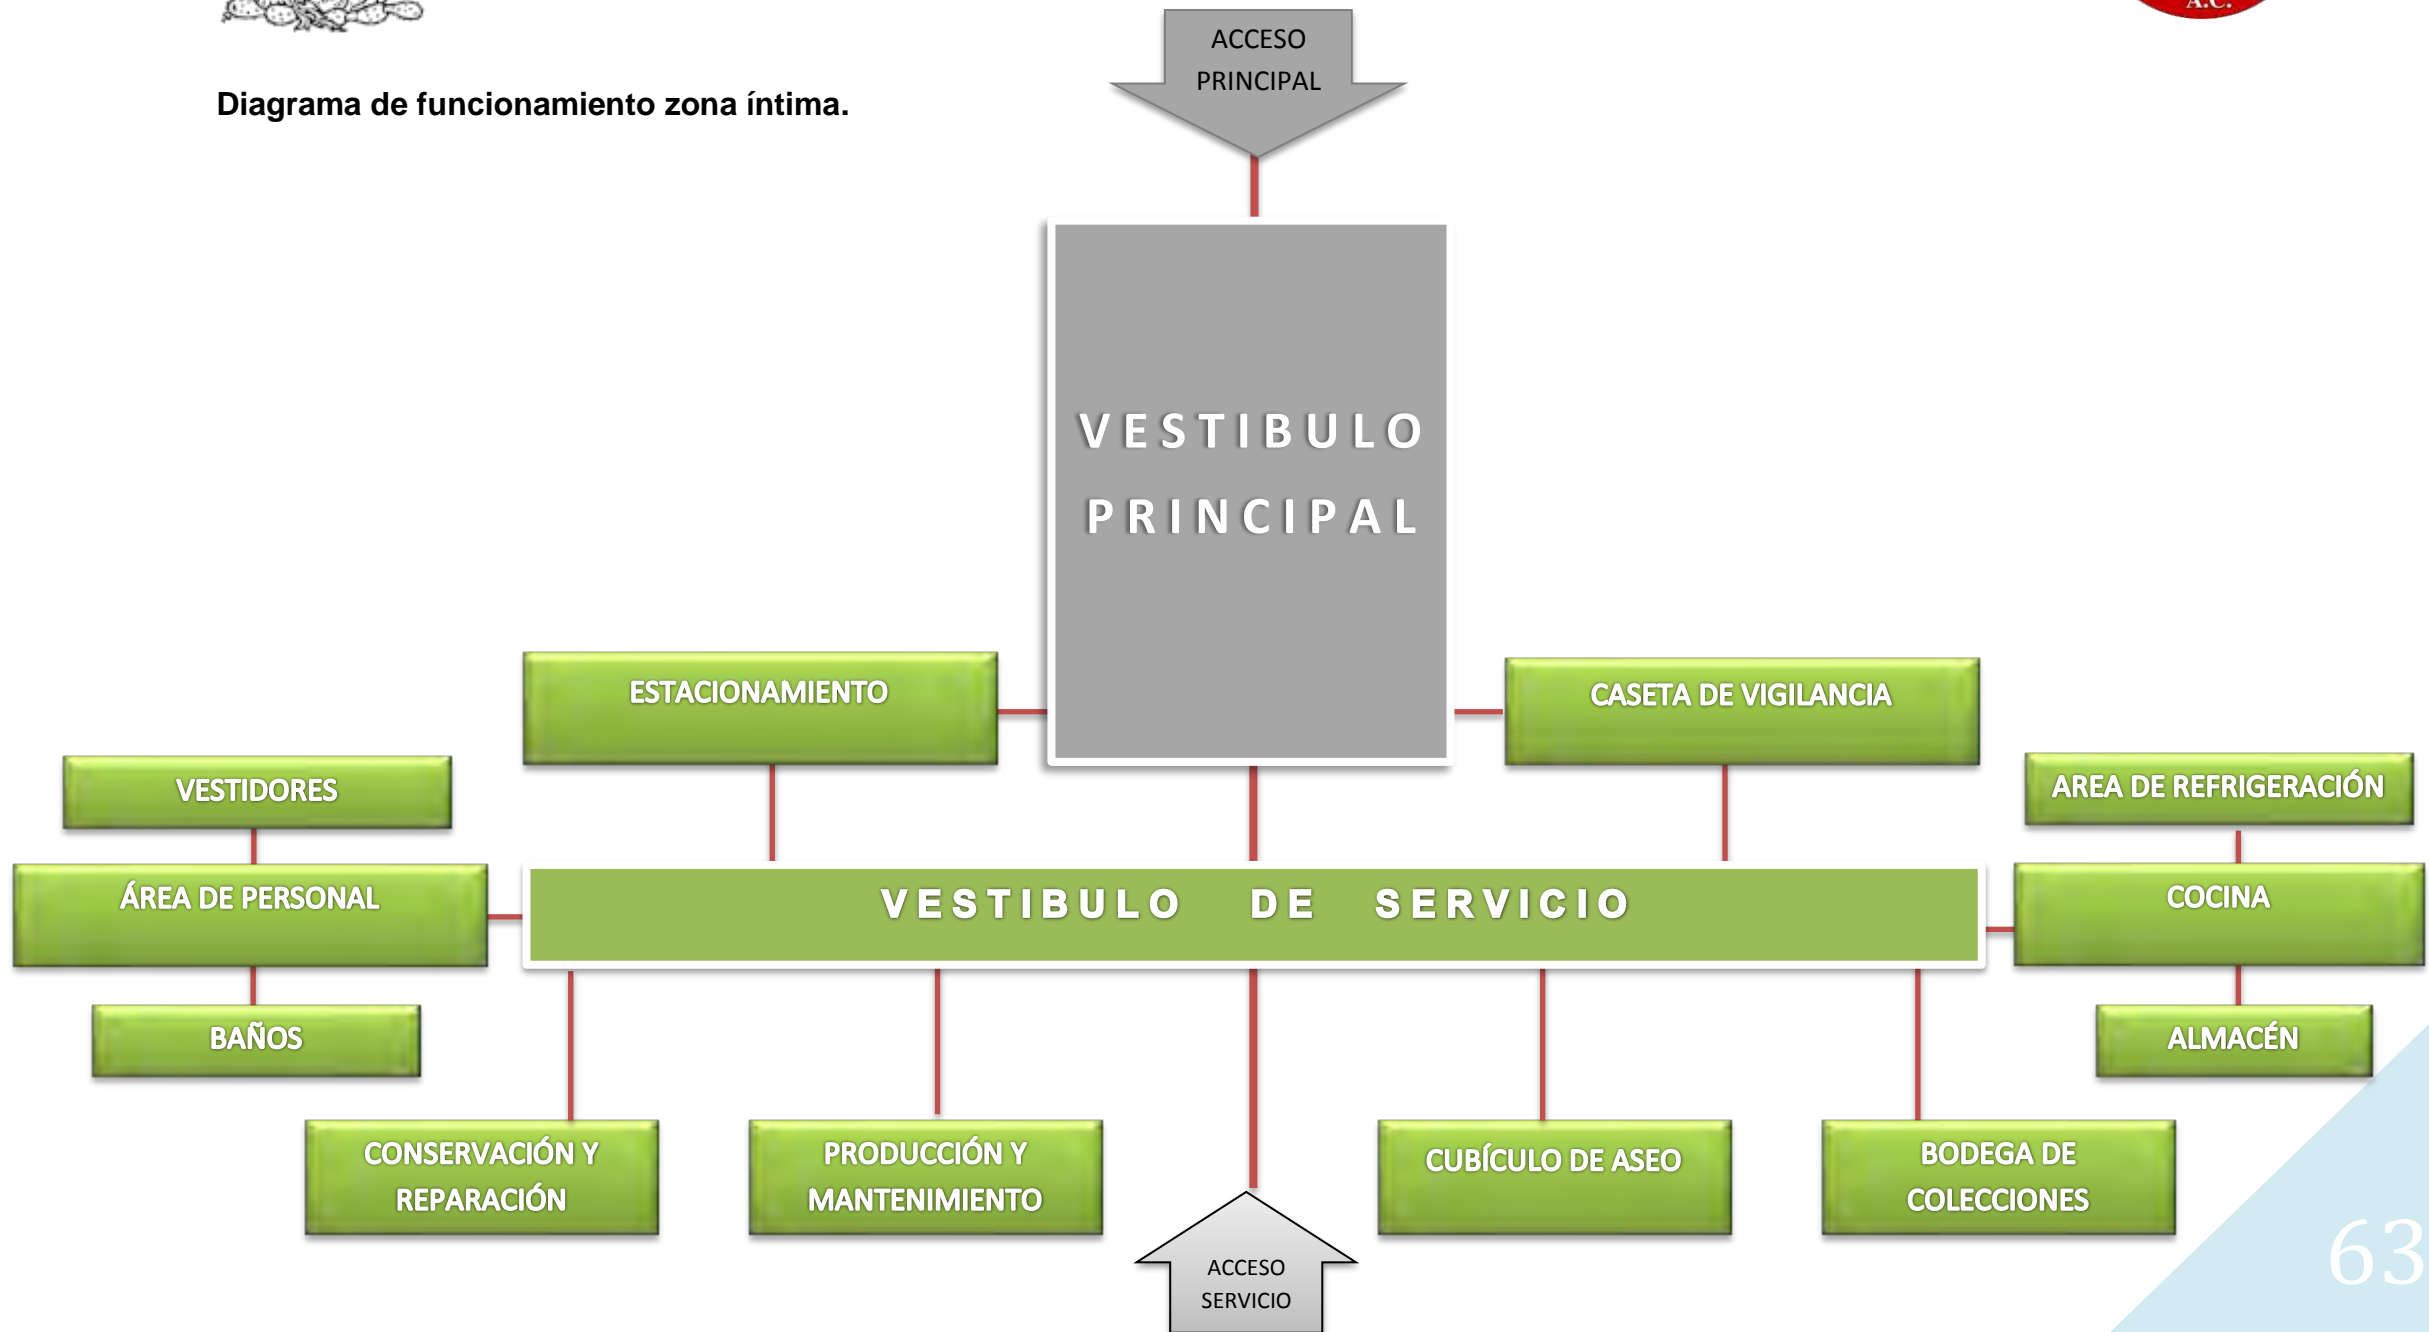 A.C.
ACCESO
PRINCIPAL
Diagrama de funcionamiento zona íntima.
VESTIBULO
PRINCIPAL
ESTACIONAMIENTO
CASETA DE VIGILANCIA
VESTIDORES
AREA DE REFRIGERACIÓN
ÁREA DE PERSONAL
VESTIBULO DE SERVICIO
COCINA
BAÑOS
ALMACÉN
CONSERVACIÓN Y
REPARACIÓN
PRODUCCIÓN Y
MANTENIMIENTO
CUBÍCULO DE ASEO
BODEGA DE
COLECCIONES
ACCESO
SERVICIO
63